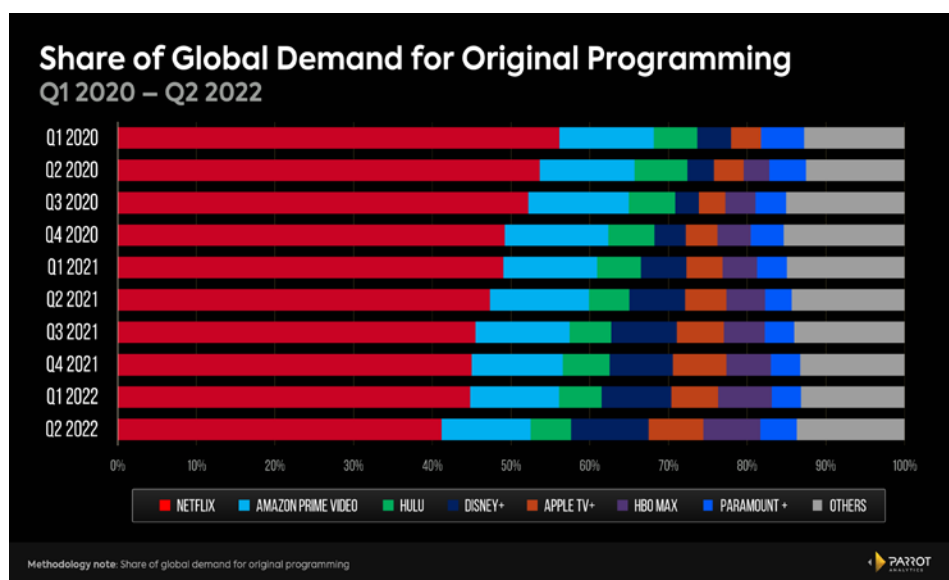 Share of Global Demand for Original Programming
Q1 2020 – Q2 2022
Q1 2020
Q2 2020
Q3 2020
Q4 2020
Q1 2021
Q2 2021
Q3 2021
Q4 2021
Q1 2022
Q2 2022
0% 10% 20% 30% 40% 50% 60% 70% 80% 90% 100%
NETFLIX AMAZON PRIME VIDEO HULU DISNEY+ APPLE TV+ HBO MAX PARAMOUNT + OTHERS
Methodology note: Share of global demand for original programming
PARROT
ANALYTICS